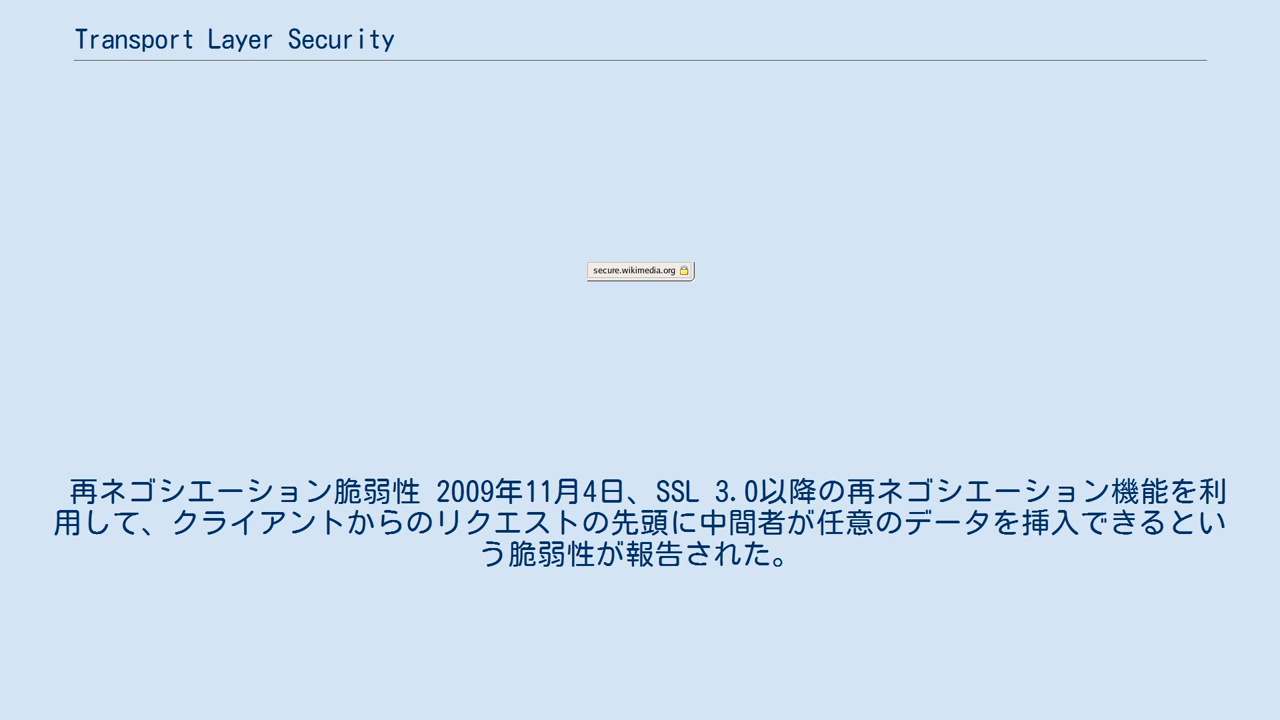 Transport Layer Security
secure.wikimedia.org
再ネゴシエーション脆弱性 2009年11月4日、SSL 3.0以降の再ネゴシエーション機能を利
用して、クライアントからのリクエストの先頭に中間者が任意のデータを挿入できるとい
う脆弱性が報告された。